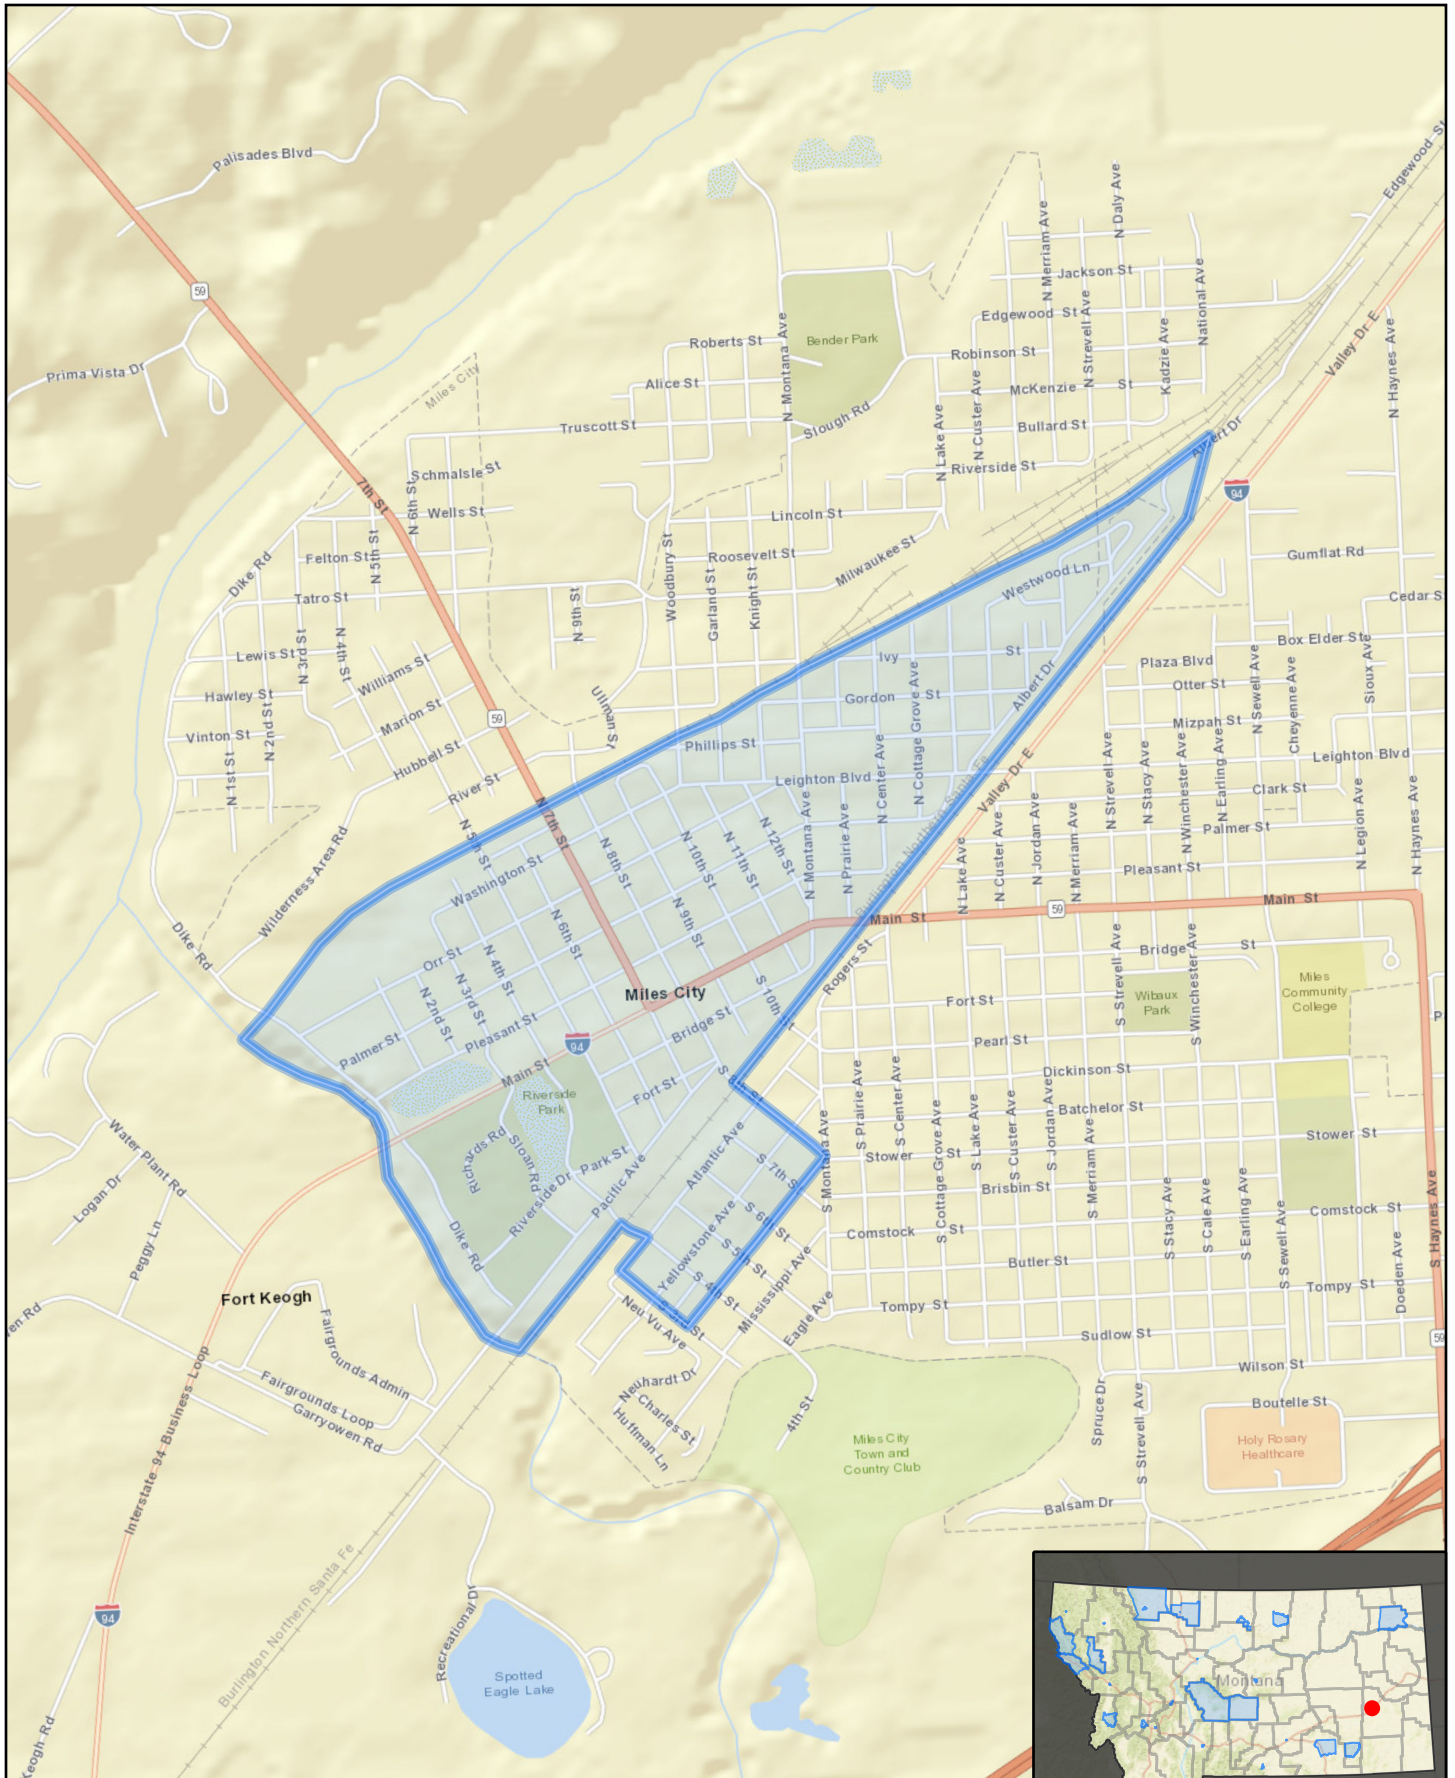 Edgewood St
Palisades Blvd
N Daly Ave
N Merriam Ave
Jackson St
National Ave
59
Edgewood St
N Strevell Ave
Kadzie Ave
Valley Dr E
N Haynes Ave
Roberts St
N Montana Ave
Bender Park
Robinson St
Prima Vista Dr
Miles City
Alice St
McKenzie St
N Custer Ave
N Lake Ave
Truscott St
Slough Rd
Bullard St
Albert Dr
Schmalsle St
Riverside St
7th St
N 6th St
94
Wells St
Lincoln St
Felton St
N 5th St
Woodbury St
Roosevelt St
Milwaukee St
Gumflat Rd
Dike Rd
Tatro St
N 9th St
Garland St
Knight St
Westwood Ln
Cedar S
Lewis St
N 3rd St
N 4th St
Williams St
Ivy St
Box Elder St
Plaza Blvd
Otter St
Hawley St
Marion St
Ullman St
Gordon St
N Cottage Grove Ave
Albert Dr
N Sewell Ave
Cheyenne Ave
Sioux Ave
59
Vinton St
N 2nd St
Hubbell St
Phillips St
Mizpah St
N 1st St
River St
Leighton Blvd
N Center Ave
Valley Dr E
Leighton Blvd
Clark St
N Strevell Ave
N Stacy Ave
N Winchester Ave
N Earling Ave
N 7th St
N 5th St
Wilderness Area Rd
Washington St
N 8th St
N 10th St
N 11th St
N 12th St
N Montana Ave
N Prairie Ave
Burlington Northern Santa Fe
N Lake Ave
N Custer Ave
N Jordan Ave
N Merriam Ave
Palmer St
Pleasant St
N Legion Ave
N Haynes Ave
Main St
59
Main St
Dike Rd
Orr St
N 6th St
N 9th St
N 4th St
N 3rd St
N 2nd St
Rogers St
Bridge St
S Strevell Ave
S Winchester Ave
Miles
Community
College
Miles City
S 10th St
Fort St
Wibaux
Park
P
Pleasant St
Palmer St
94
Bridge St
Pearl St
Main St
Fort St
S 8th St
Dickinson St
Riverside
Park
S Prairie Ave
S Center Ave
Batchelor St
Water Plant Rd
Richards Rd
Sloan Rd
Park St
Atlantic Ave
S 7th St
S Montana Ave
Stower St
S Cottage Grove Ave
S Lake Ave
S Custer Ave
S Jordan Ave
S Merriam Ave
Stower St
Logan Dr
Riverside Dr
Pacific Ave
Brisbin St
Peggy Ln
Dike Rd
Yellowstone Ave
S 6th St
S 5th St
S 4th St
S 3rd St
Comstock St
S Stacy Ave
S Cale Ave
S Earling Ave
S Sewell Ave
Comstock St
S Haynes Ave
Mississippi Ave
Butler St
Doeden Ave
Fort Keogh
Neu Vu Ave
Eagle Ave
Tompy St
Tompy St
en Rd
Fairgrounds Admin
Sudlow St
59
Interstate 94 Business Loop
Fairgrounds Loop
Garryowen Rd
Neuhardt Dr
Charles St
Huffman Ln
4th St
Wilson St
Spruce Dr
S Strevell Ave
Boutelle St
Miles City
Town and
Country Club
Holy Rosary
Healthcare
Balsam Dr
Burlington Northern Santa Fe
Recreational Dr
94
Spotted
Eagle Lake
Keogh Rd
Montana